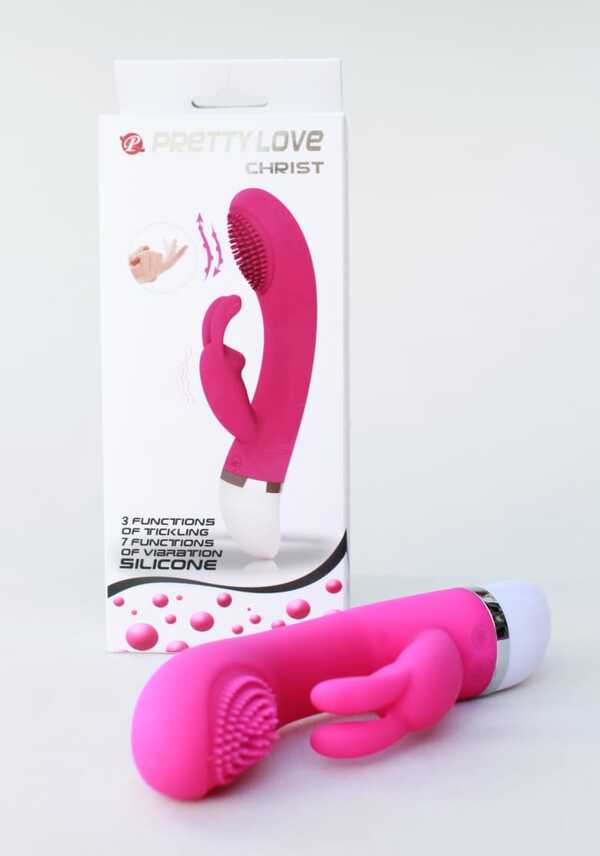 P PRETTY LOVE
CHRIST
3 FUNCTIONS
OF TICKLING
7 FUNCTIONS
OF VIBRATION
SILICONE